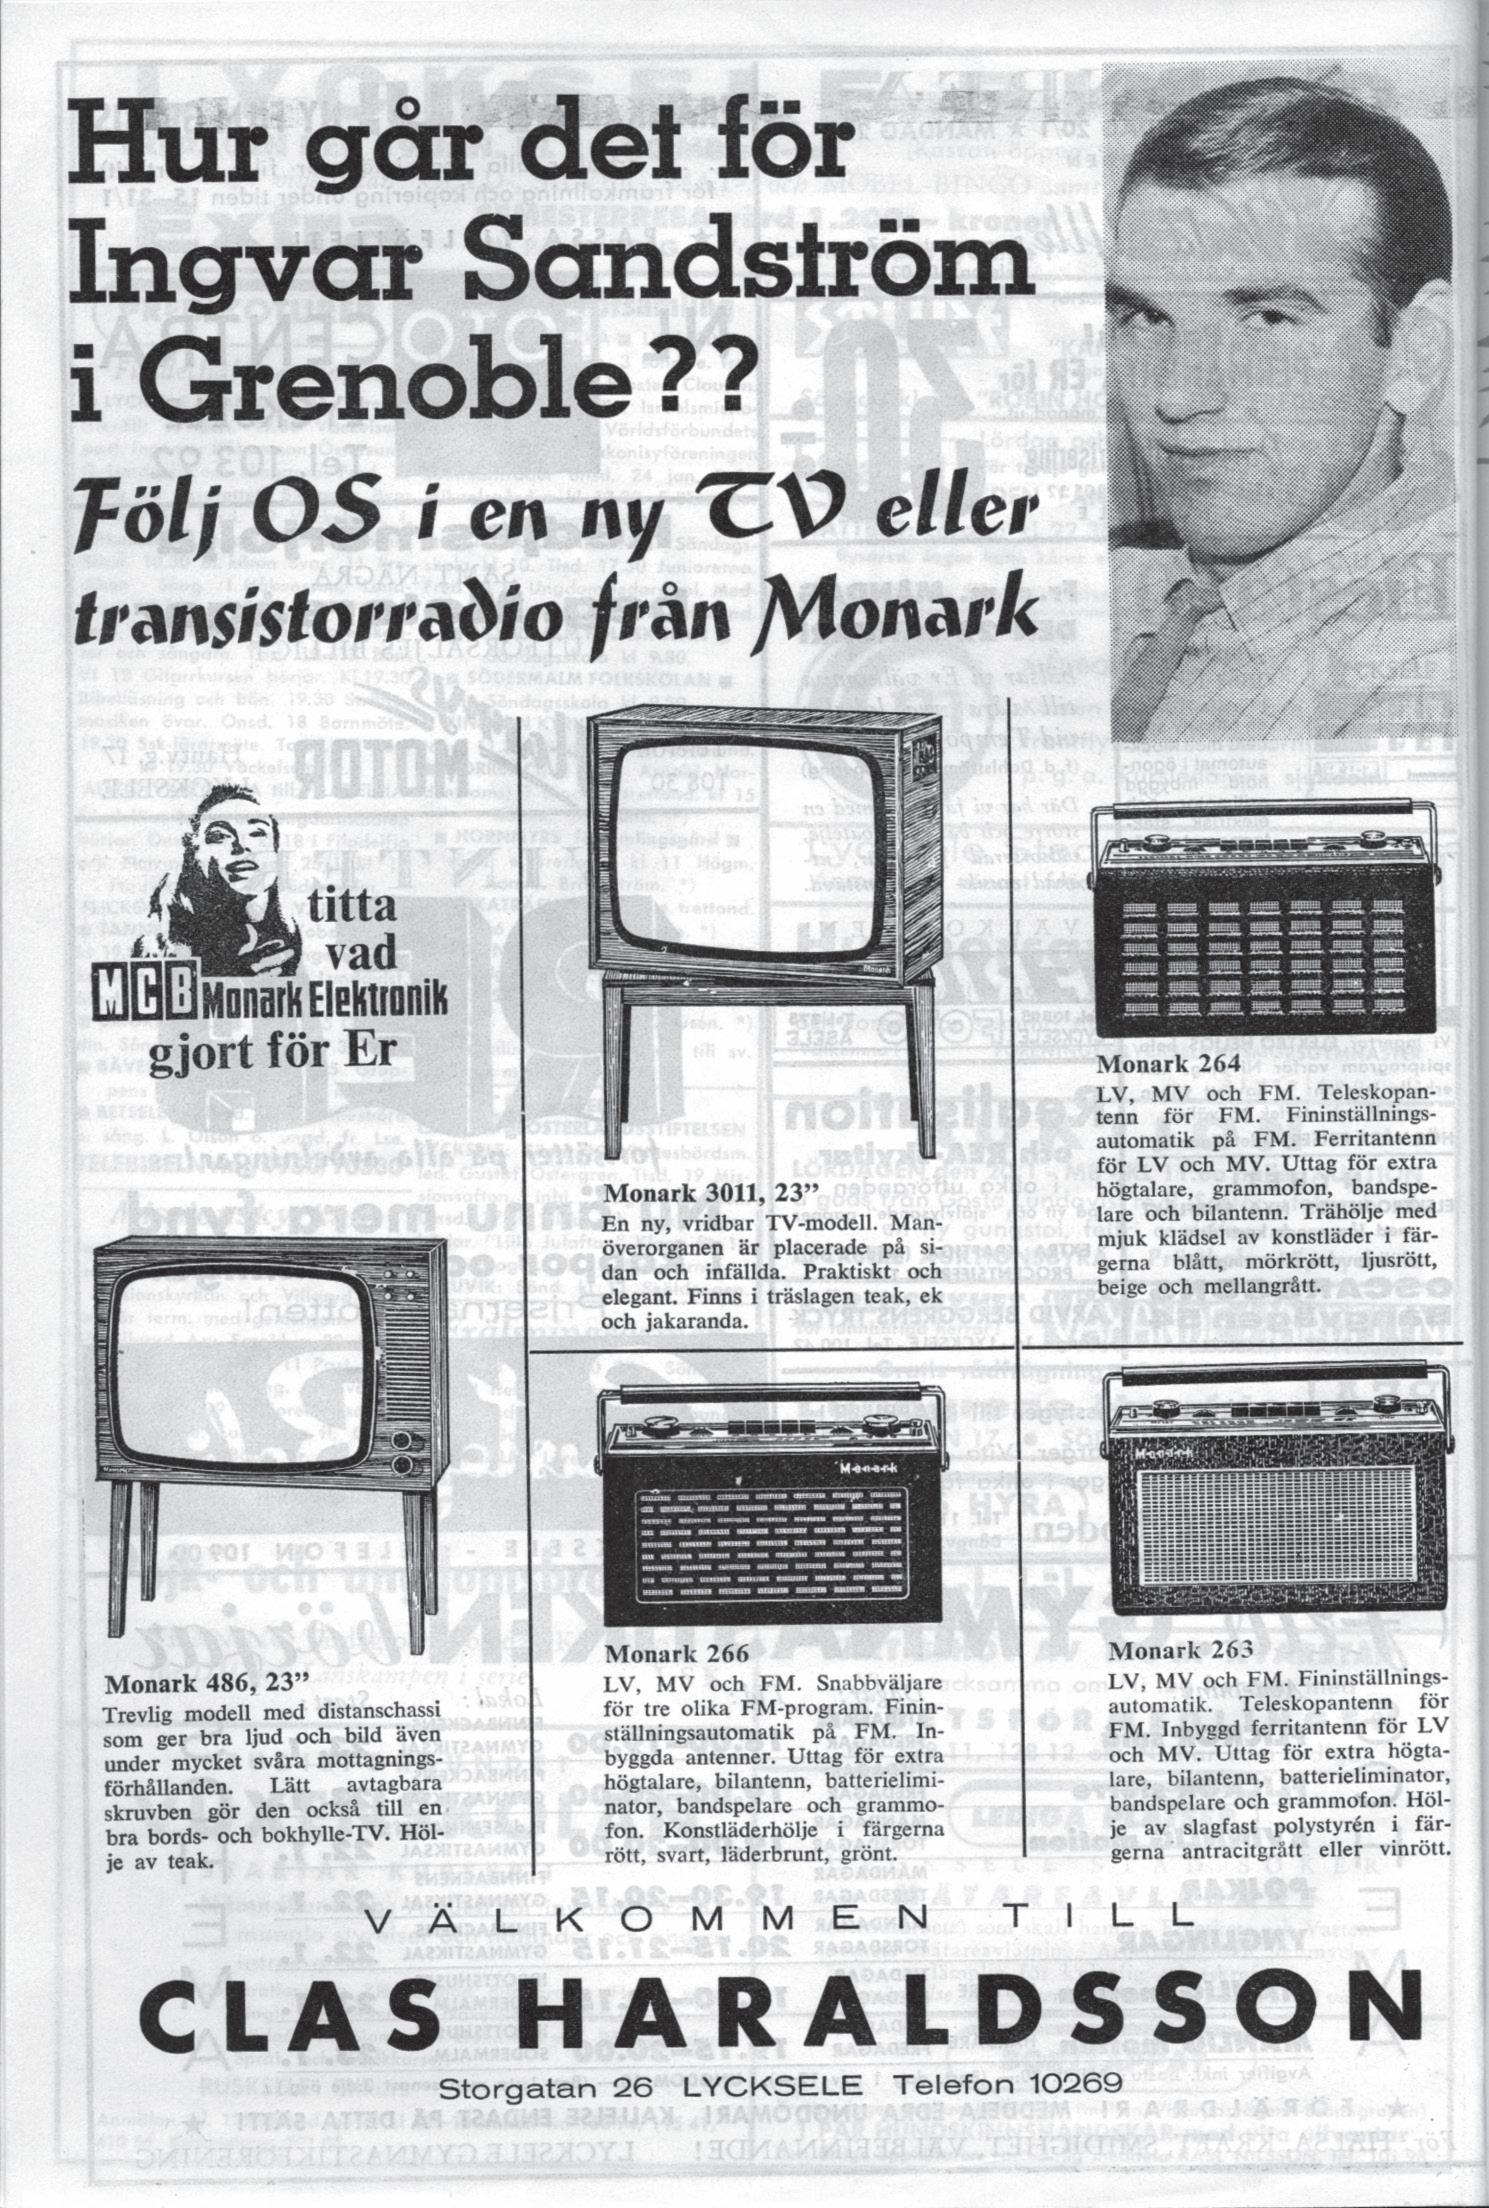 Hur går det för
Ingvar Sandström
i Grenoble??
Följ OS i en ny TV eller
transistorradio från Monark
titta
vad
MCB Monark Elektronik
gjort för Er
Monark
Monark 3011, 23”
En ny, vridbar TV-modell. Man-
överorganen är placerade på si-
dan och infällda. Praktiskt och
elegant. Finns i träslagen teak, ek
och jakaranda.
Monark 264
LV, MV och FM. Teleskopan-
tenn för FM. Fininställnings-
automatik på FM. Ferritantenn
för LV och MV. Uttag för extra
högtalare, grammofon, bandspe-
lare och bilantenn. Trähölje med
mjuk klädsel av konstläder i fär-
gerna blått, mörkrött, ljusrött,
beige och mellangrått.
Monark 486, 23”
Trevlig modell med distanschassi
som ger bra ljud och bild även
under mycket svåra mottagnings-
förhållanden. Lätt avtagbara
skruvben gör den också till en
bra bords- och bokhylle-TV. Höl-
je av teak.
Monark
Monark 266
LV, MV och FM. Snabbväljare
för tre olika FM-program. Finin-
ställningsautomatik på FM. In-
byggda antenner. Uttag för extra
högtalare, bilantenn, batterielimi-
nator, bandspelare och grammo-
fon. Konstläderhölje i färgerna
rött, svart, läderbrunt, grönt.
Monark
Monark 263
LV, MV och FM. Fininställnings-
automatik. Teleskopantenn för
FM. Inbyggd ferritantenn för LV
och MV. Uttag för extra högta-
lare, bilantenn, batterieliminator,
bandspelare och grammofon. Höl-
je av slagfast polystyrén i fär-
gerna antracitgrått eller vinrött.
VÄLKOMMEN TILL
CLAS HARALDSSON
Storgatan 26 LYCKSELE Telefon 10269